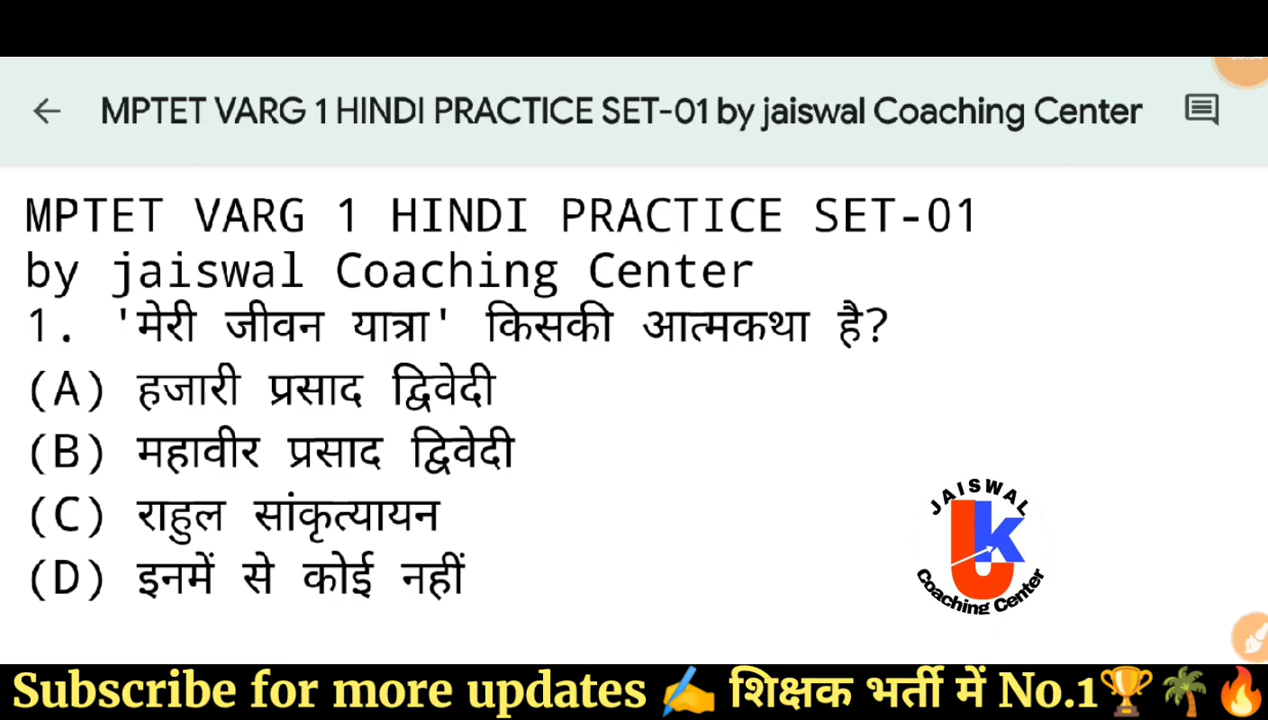 MPTET VARG 1 HINDI PRACTICE SET-01 by jaiswal Coaching Center
MPTET VARG 1 HINDI PRACTICE SET-01
by jaiswal Coaching Center
1. 'मेरी जीवन यात्रा' किसकी आत्मकथा है?
(A) हजारी प्रसाद द्विवेदी
(B) महावीर प्रसाद द्विवेदी
(C) राहुल सांकृत्यायन
(D) इनमें से कोई नहीं
JAISWAL
JK
Coaching Center
Subscribe for more updates ✍️ शिक्षक भर्ती में No.1🏆🌴🔥